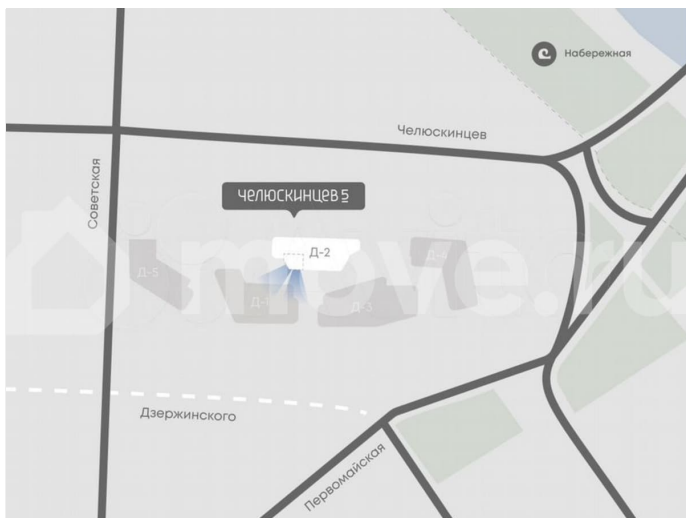 Набережная
Челюскинцев
Советская
ЧЕЛЮСКИНЦЕВ 5
Д-2
Д-4
Д-5
Д-1
Д-3
move.ru
Дзержинского
Первомайская